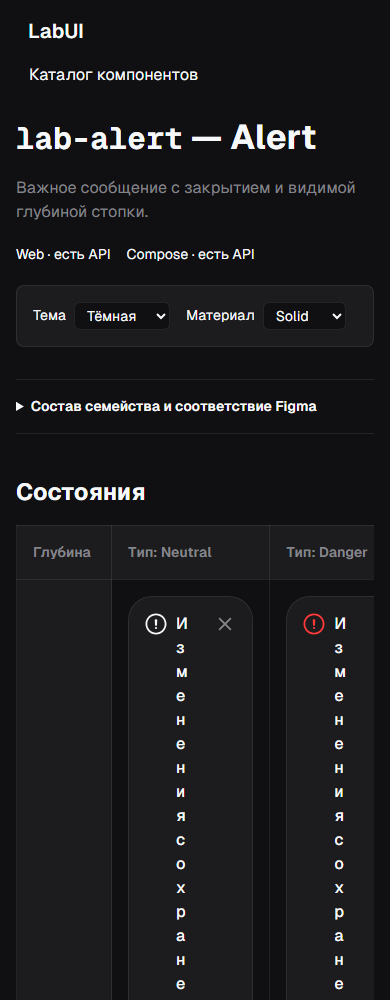 LabUI
Каталог компонентов
lab-alert — Alert
Важное сообщение с закрытием и видимой
глубиной стопки.
Web · есть API Compose · есть API
Тема Тёмная Материал Solid
Состав семейства и соответствие Figma
Состояния
Глубина Тип: Neutral Тип: Danger
И И
з з
м м
е е
н н
е е
н н
и и
я я
с с
о о
х х
р р
а а
н н
е е